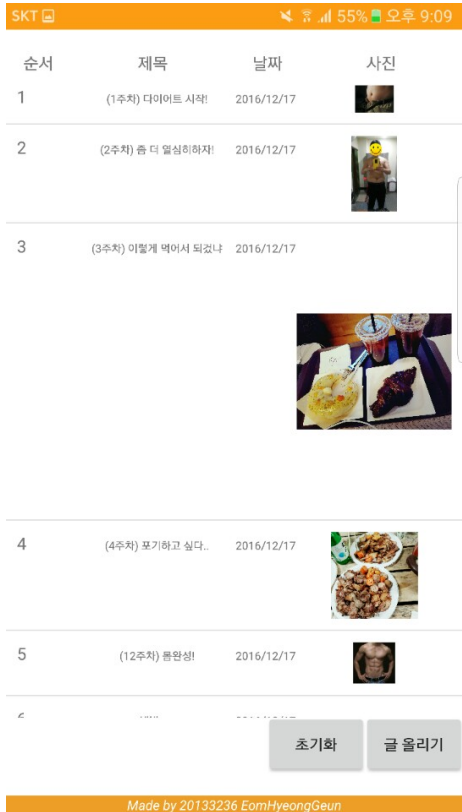 SKT 55% 오후 9:09
순서 제목 날짜 사진
1 (1주차) 다이어트 시작! 2016/12/17
2 (2주차) 좀 더 열심히하자! 2016/12/17
3 (3주차) 이렇게 먹어서 되겠냐 2016/12/17
4 (4주차) 포기하고 싶다.. 2016/12/17
5 (12주차) 몸완성! 2016/12/17
초기화 글 올리기
Made by 20133236 EomHyeongGeun